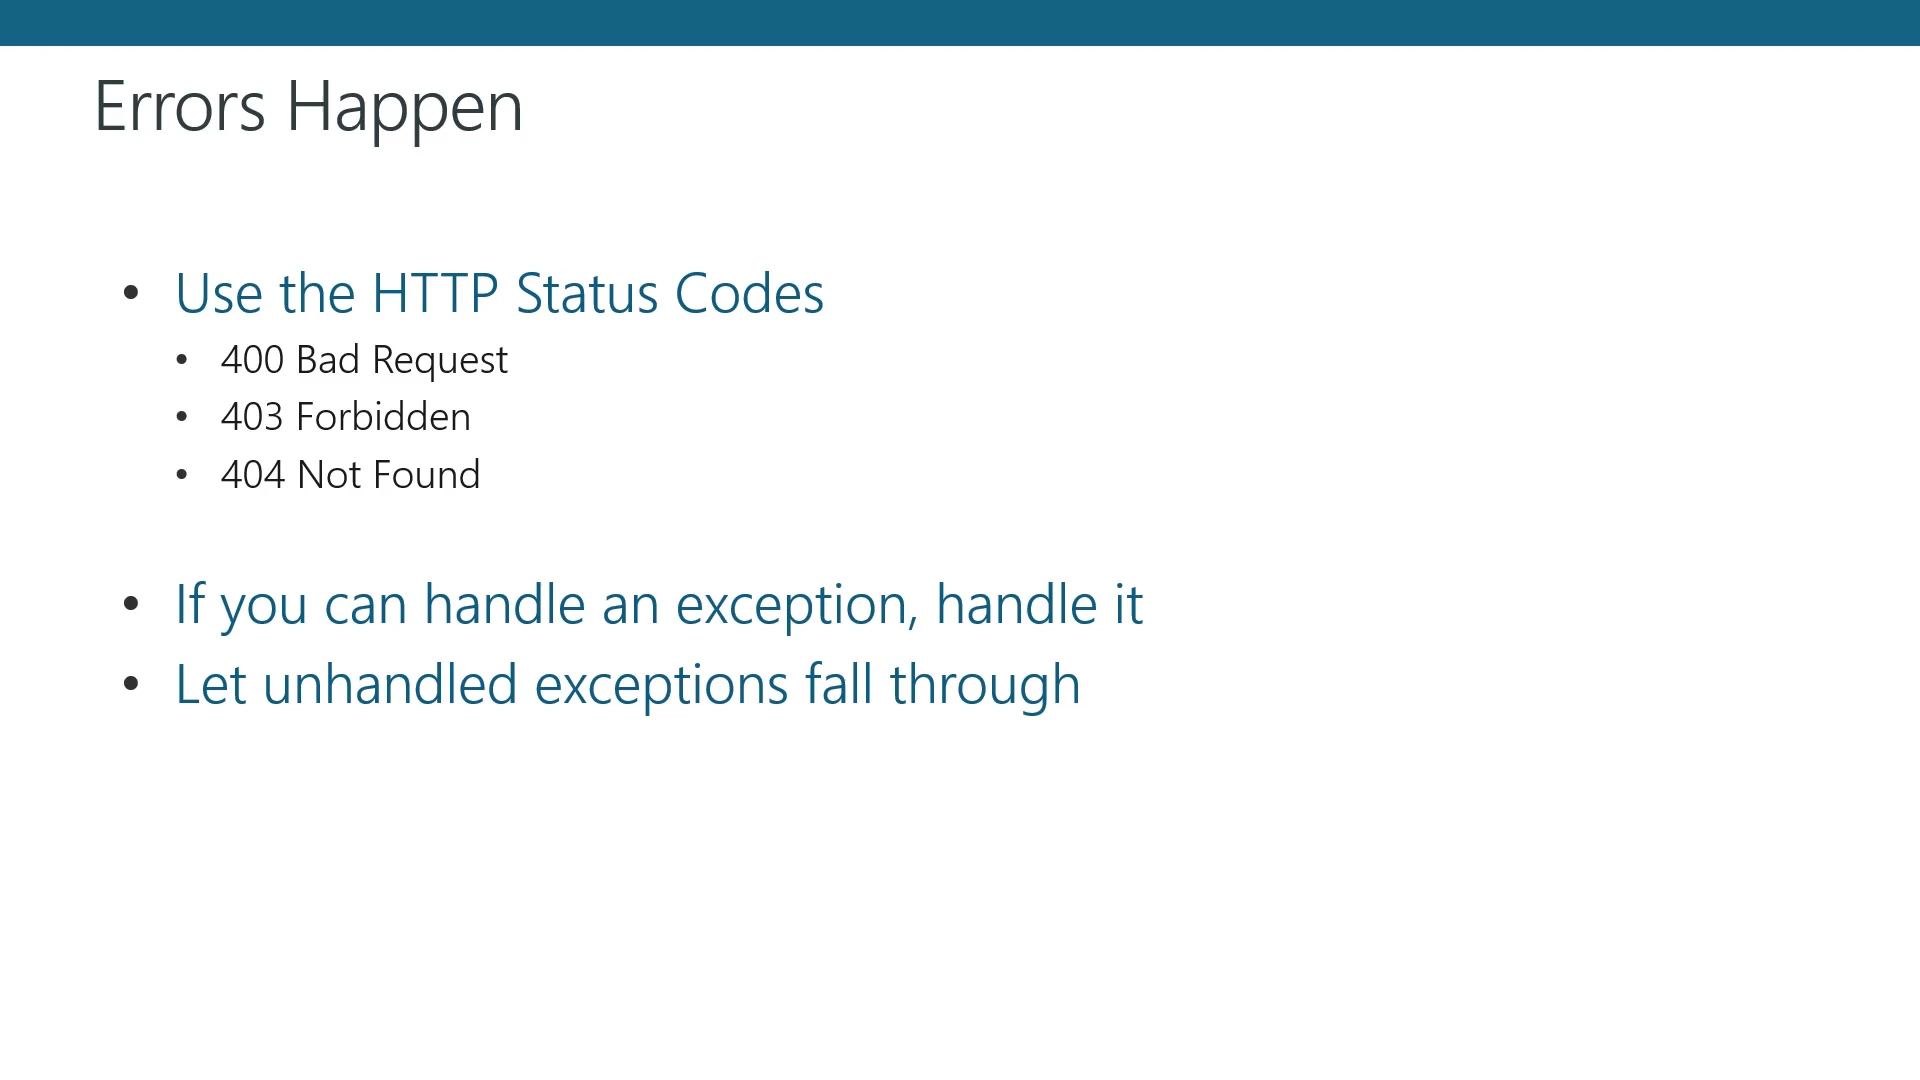 Errors Happen
• Use the HTTP Status Codes
• 400 Bad Request
• 403 Forbidden
• 404 Not Found
• If you can handle an exception, handle it
• Let unhandled exceptions fall through